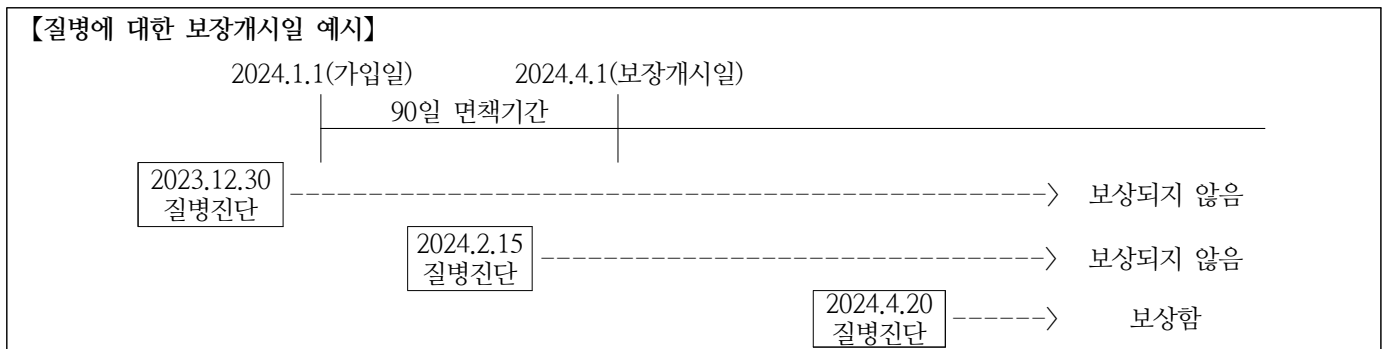 【질병에 대한 보장개시일 예시】
2024.1.1(가입일) 2024.4.1(보장개시일)
90일 면책기간
2023.12.30
질병진단
보상되지 않음
2024.2.15
질병진단
보상되지 않음
2024.4.20
질병진단
보상함